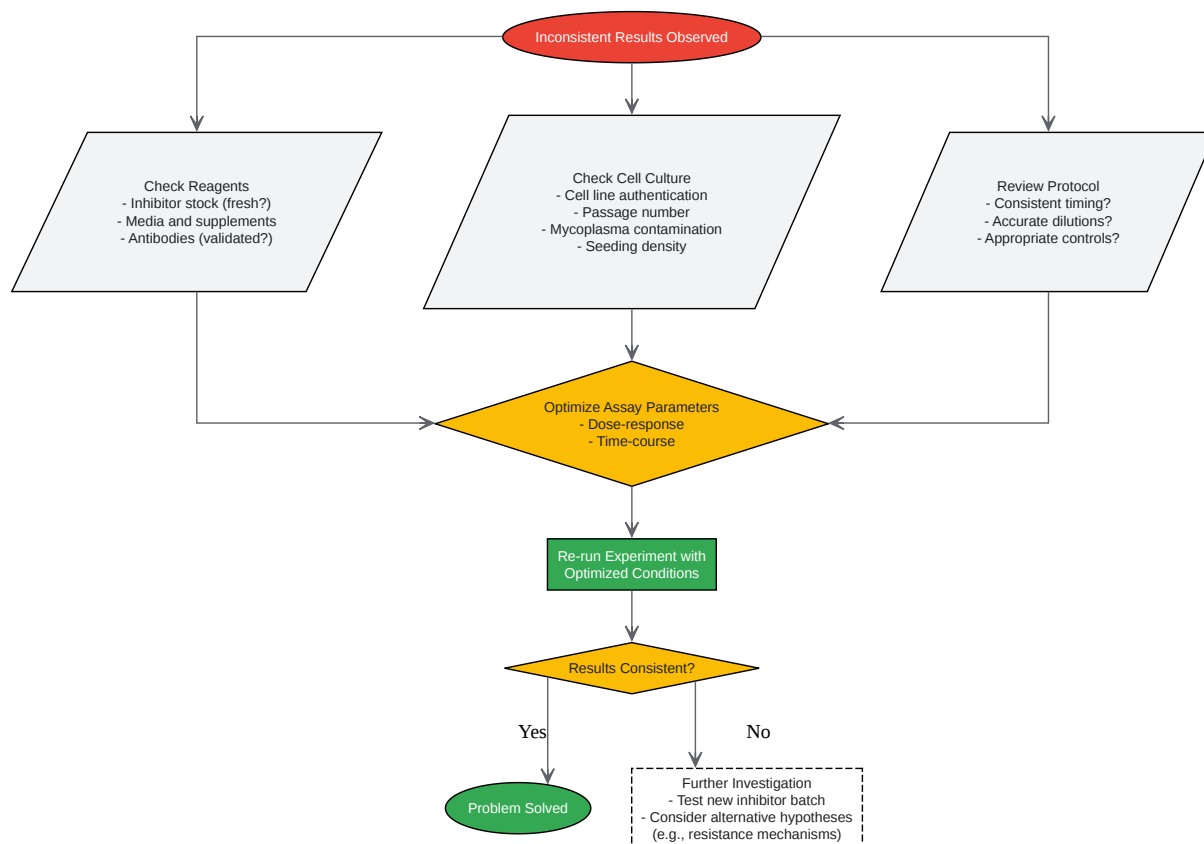 Inconsistent Results Observed
Check Reagents
- Inhibitor stock (fresh?)
- Media and supplements
- Antibodies (validated?)
Check Cell Culture
- Cell line authentication
- Passage number
- Mycoplasma contamination
- Seeding density
Review Protocol
- Consistent timing?
- Accurate dilutions?
- Appropriate controls?
Optimize Assay Parameters
- Dose-response
- Time-course
Re-run Experiment with
Optimized Conditions
Results Consistent?
Yes
No
Problem Solved
Further Investigation
- Test new inhibitor batch
- Consider alternative hypotheses
(e.g., resistance mechanisms)